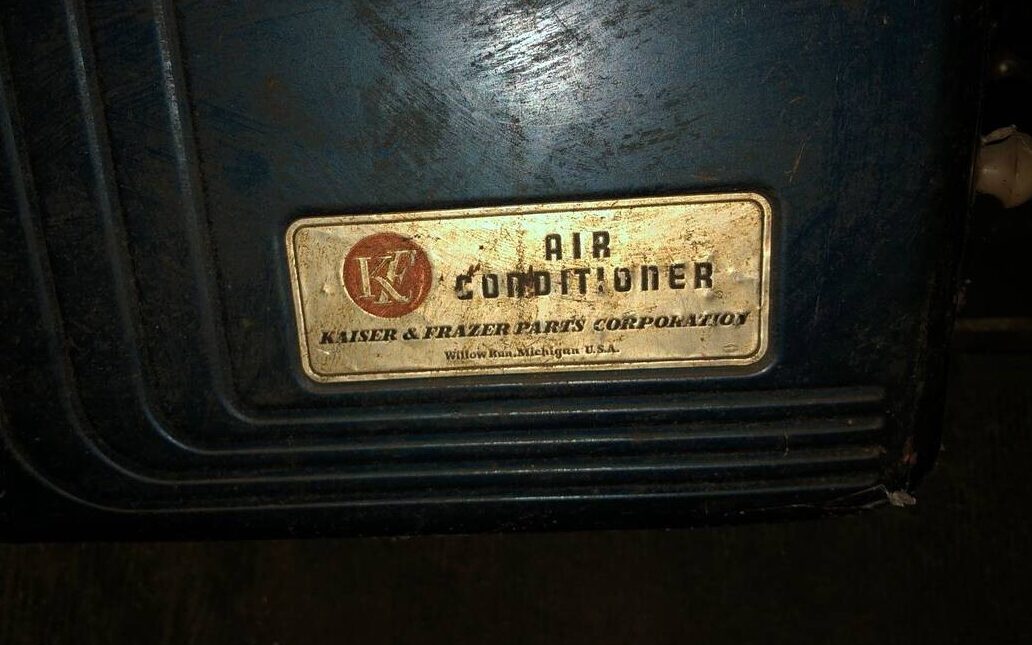 KF
AIR
CONDITIONER
KAISER & FRAZER PARTS CORPORATION
Willow Run, Michigan U.S.A.